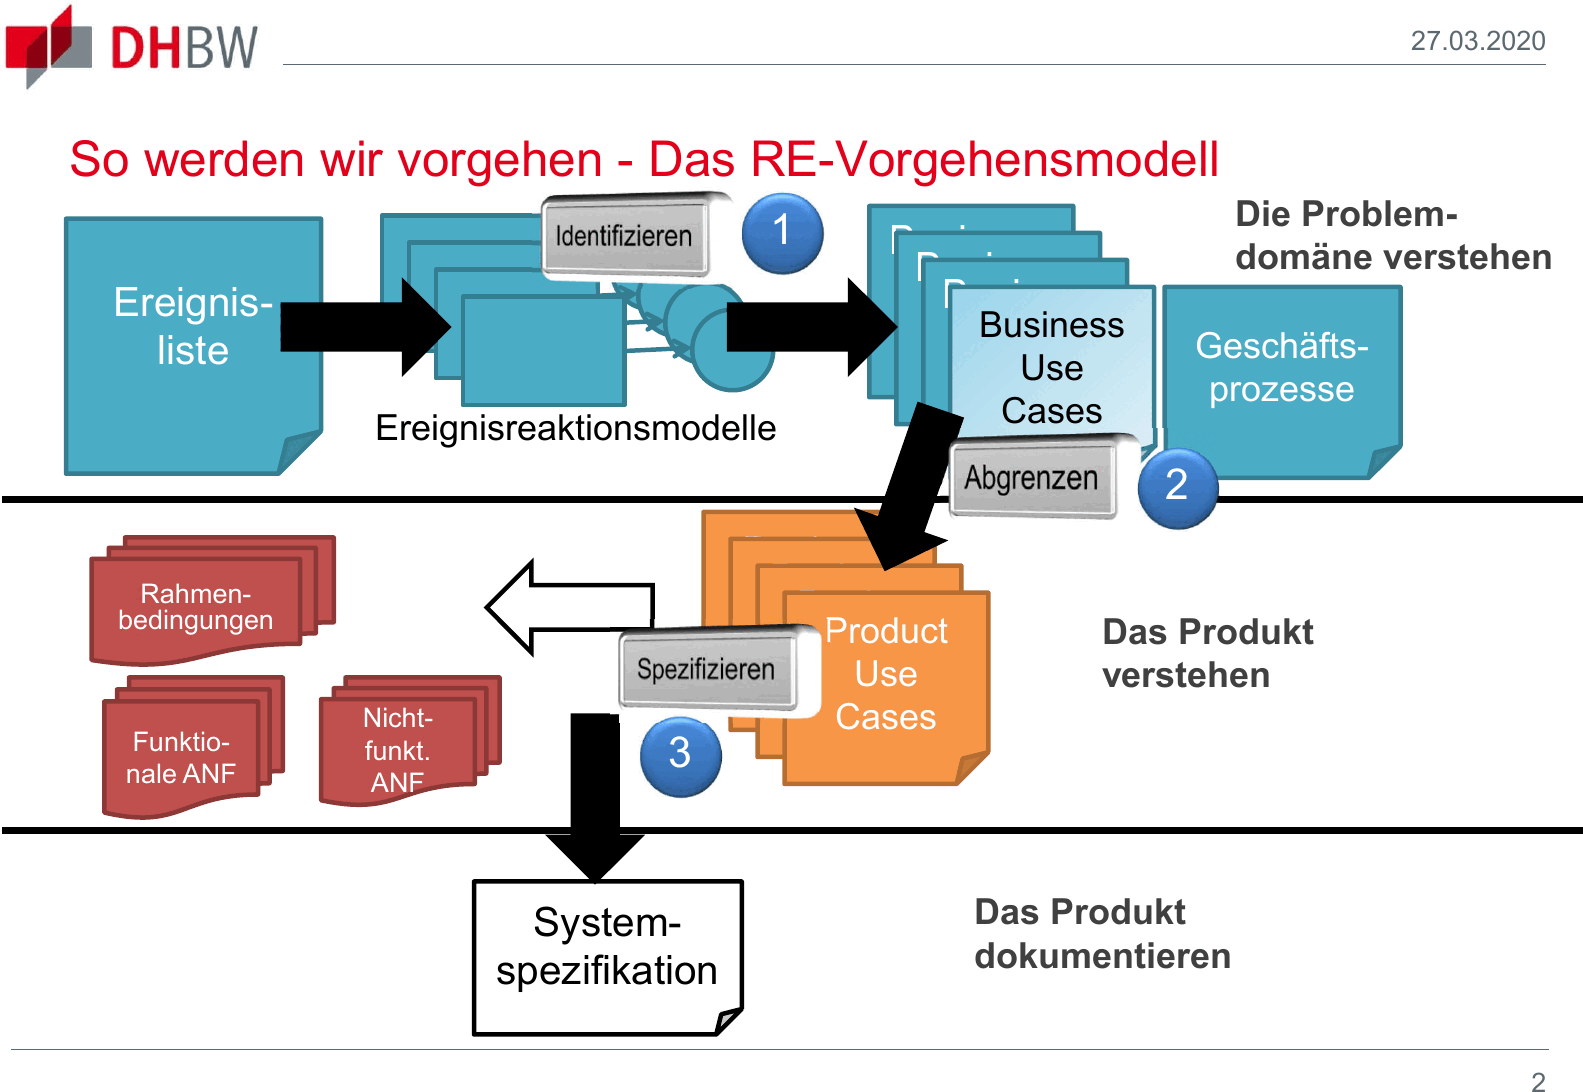 DHBW
27.03.2020
So werden wir vorgehen - Das RE-Vorgehensmodell
Identifizieren
1
Die Problem-
domäne verstehen
Ereignis-
liste
Ereignisreaktionsmodelle
Business
Use
Cases
Geschäfts-
prozesse
Abgrenzen
2
Rahmen-
bedingungen
Funktio-
nale ANF
Nicht-
funkt.
ANF
Spezifizieren
3
Product
Use
Cases
Das Produkt
verstehen
System-
spezifikation
Das Produkt
dokumentieren
2